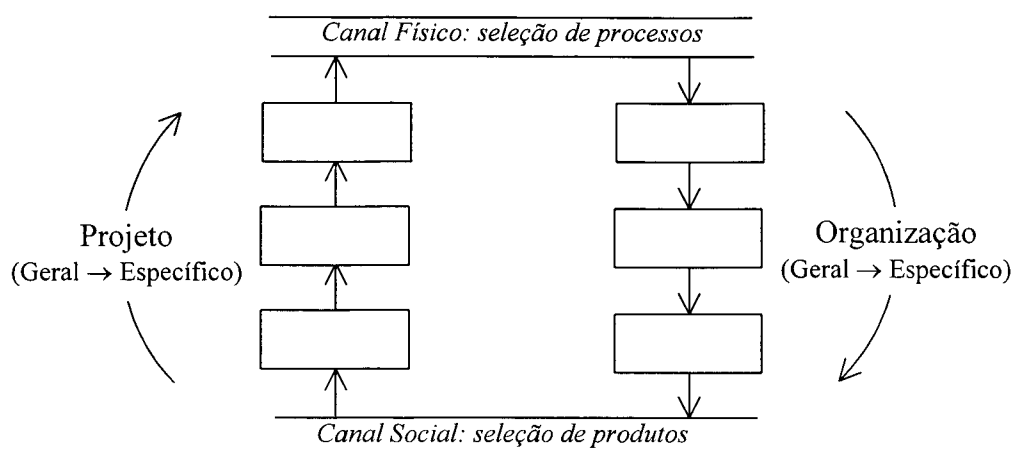 Canal Físico: seleção de processos
Projeto
(Geral → Específico)
Organização
(Geral → Específico)
Canal Social: seleção de produtos